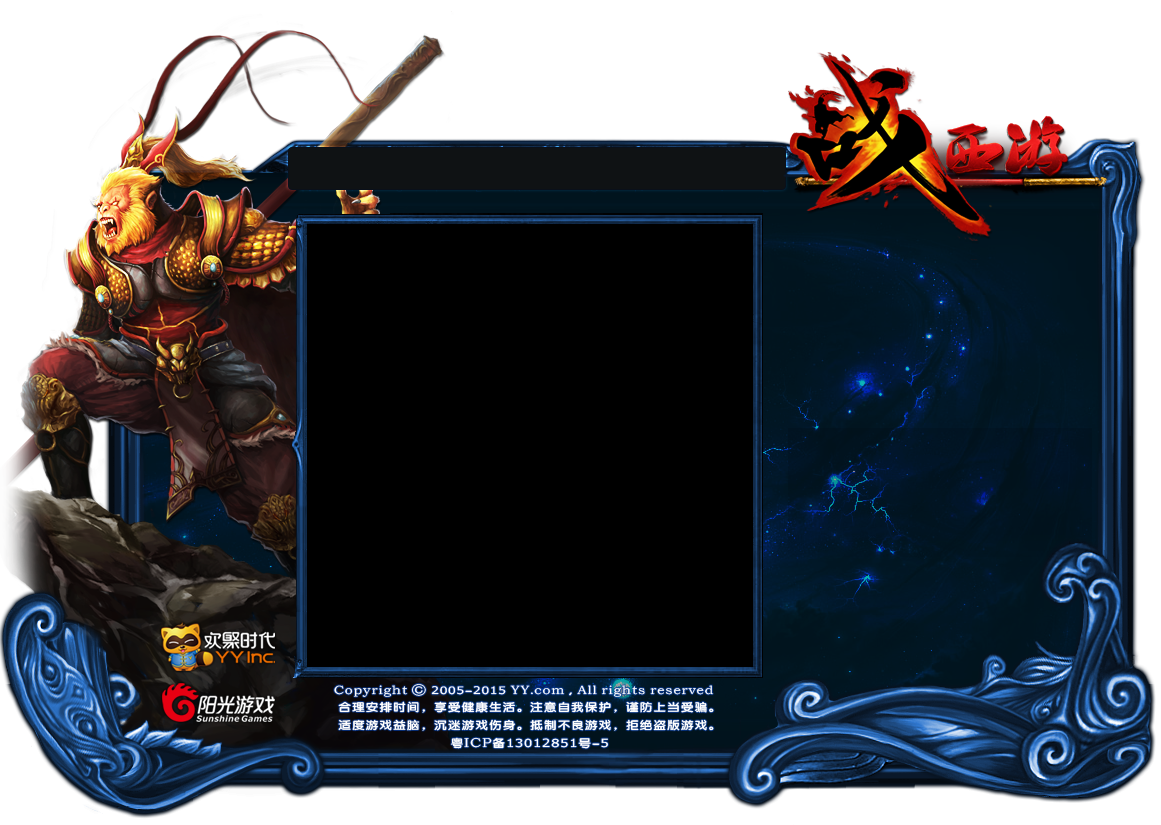 战西游
欢聚时代
YY Inc.
阳光游戏
Sunshine Games
Copyright © 2005-2015 YY.com , All rights reserved
合理安排时间，享受健康生活。注意自我保护，谨防上当受骗。
适度游戏益脑，沉迷游戏伤身。抵制不良游戏，拒绝盗版游戏。
粤ICP备13012851号-5